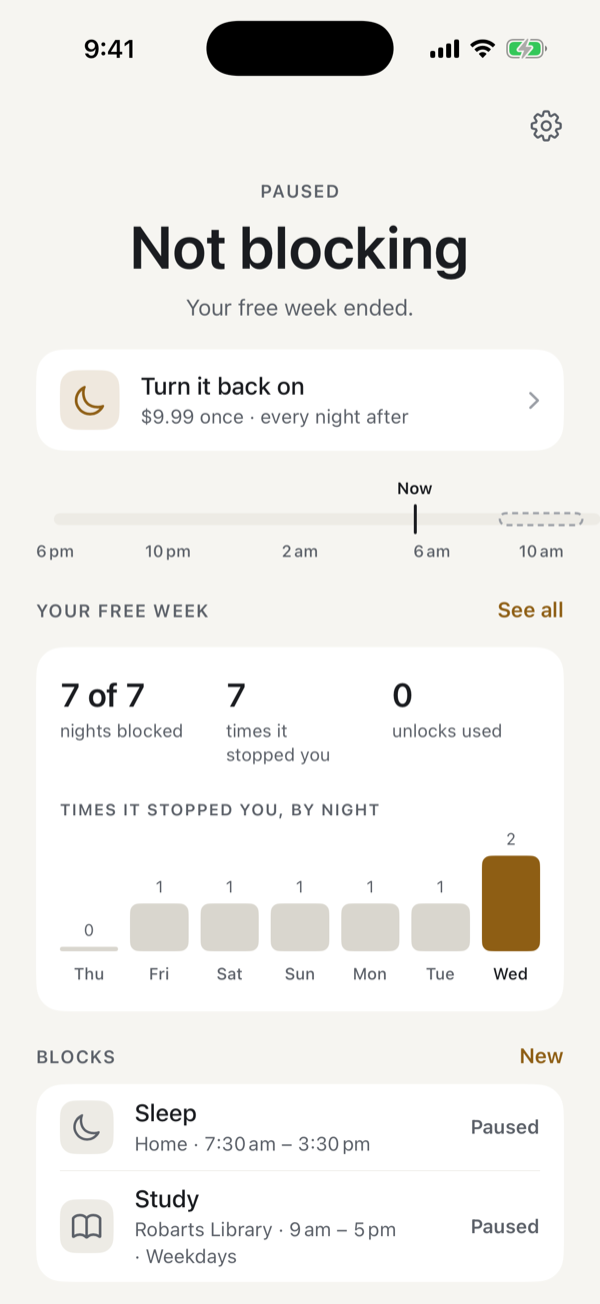 9:41
PAUSED
Not blocking
Your free week ended.
Turn it back on
$9.99 once · every night after
Now
6 pm 10 pm 2 am 6 am 10 am
YOUR FREE WEEK See all
7 of 7 7 0
nights blocked times it unlocks used
stopped you
TIMES IT STOPPED YOU, BY NIGHT
0 1 1 1 1 1 2
Thu Fri Sat Sun Mon Tue Wed
BLOCKS New
Sleep
Home · 7:30 am – 3:30 pm Paused
Study
Robarts Library · 9 am – 5 pm Paused
· Weekdays